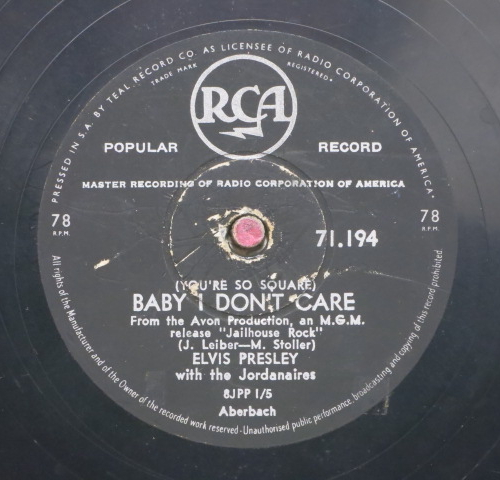 PRESSED IN S.A. BY TEAL RECORD CO AS LICENSEE OF RADIO CORPORATION OF AMERICA
TRADE MARK
REGISTERED
RCA
POPULAR RECORD
MASTER RECORDING OF RADIO CORPORATION OF AMERICA
78 78
R.P.M. R.P.M.
71.194
(YOU'RE SO SQUARE)
BABY I DON'T CARE
From the Avon Production, an M.G.M.
release "Jailhouse Rock"
(J. Leiber—M. Stoller)
ELVIS PRESLEY
with the Jordanaires
8JPP 1/5
Aberbach
All rights of the Manufacturer and of the Owner of the recorded work reserved-Unauthorised public performance, broadcasting and copying of this record prohibited.